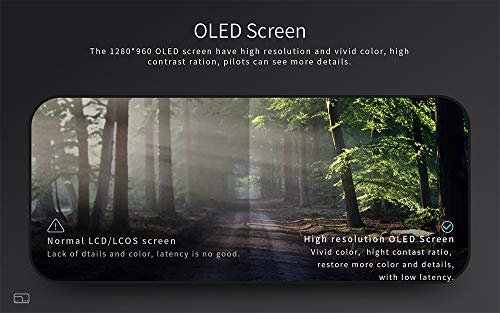 OLED Screen
The 1280*960 OLED screen have high resolution and vivid color, high
contrast ration, pilots can see more details.
Normal LCD/LCOS screen
Lack of dtails and color, latency is no good.
High resolution OLED Screen
Vivid color, hight contast ratio,
restore more color and details,
with low latency.